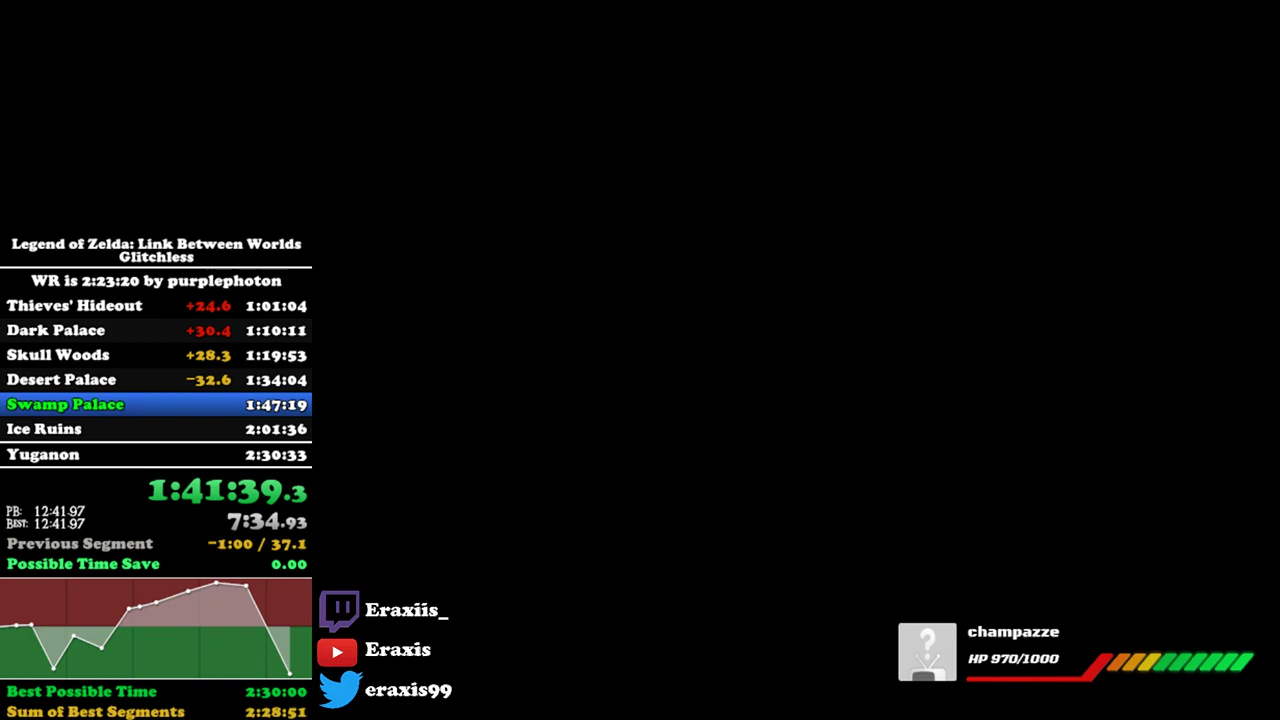 Legend of Zelda: Link Between Worlds
Glitchless
WR is 2:23:20 by purplephoton
Thieves' Hideout +24.6 1:01:04
Dark Palace +30.4 1:10:11
Skull Woods +28.3 1:19:53
Desert Palace −32.6 1:34:04
Swamp Palace 1:47:19
Ice Ruins 2:01:36
Yuganon 2:30:33
1:41:39.3
PB: 12:41.97
BEST: 12:41.97
7:34.93
Previous Segment −1:00 / 37.1
Possible Time Save 0.00
Best Possible Time 2:30:00
Sum of Best Segments 2:28:51
Eraxiis_
Eraxis
eraxis99
?
champazze
HP 970/1000